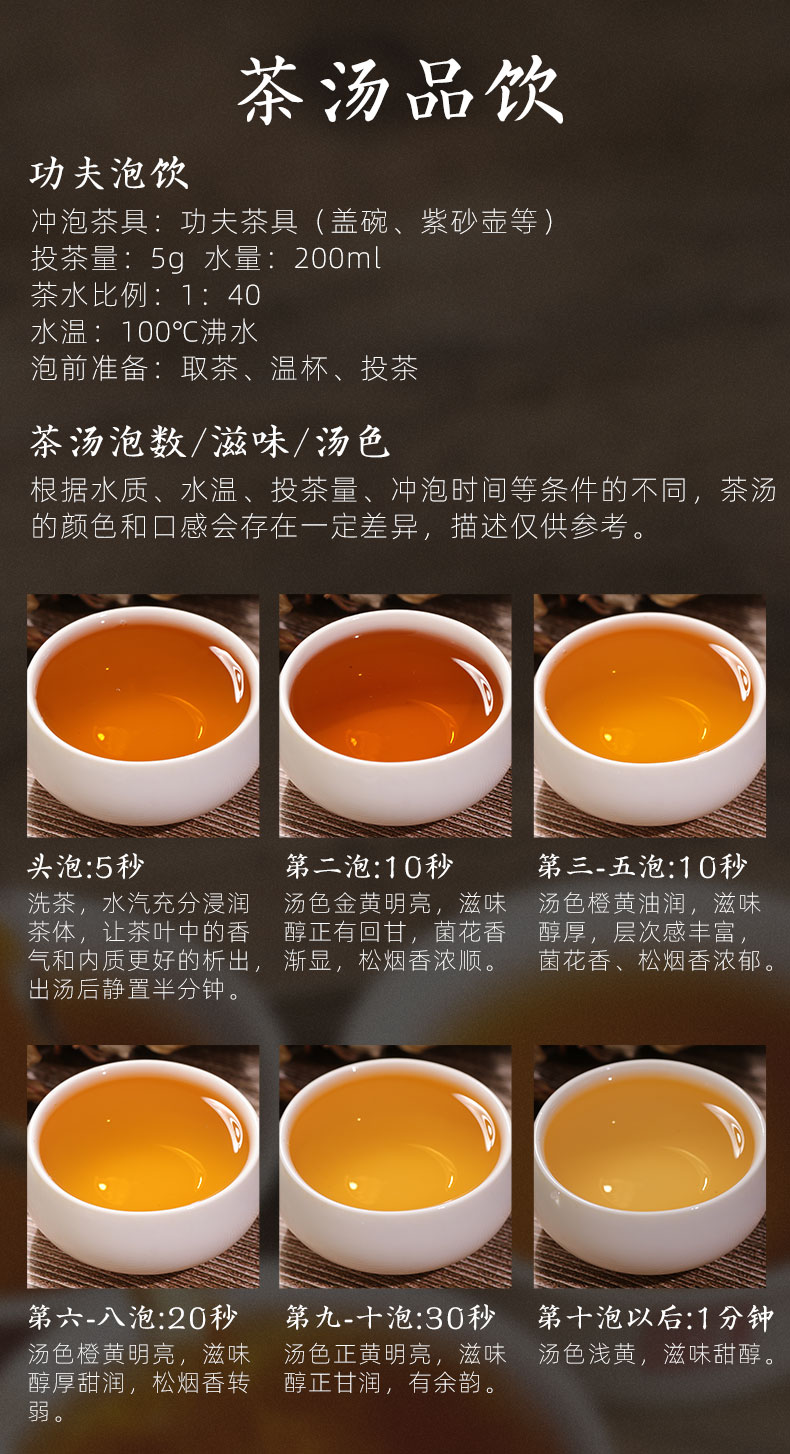 茶汤品饮
功夫泡饮
冲泡茶具：功夫茶具（盖碗、紫砂壶等）
投茶量：5g 水量：200ml
茶水比例：1：40
水温：100℃沸水
泡前准备：取茶、温杯、投茶
茶汤泡数/滋味/汤色
根据水质、水温、投茶量、冲泡时间等条件的不同，茶汤
的颜色和口感会存在一定差异，描述仅供参考。
头泡:5秒
洗茶，水汽充分浸润
茶体，让茶叶中的香
气和内质更好的析出，
出汤后静置半分钟。
第二泡:10秒
汤色金黄明亮，滋味
醇正有回甘，菌花香
渐显，松烟香浓顺。
第三-五泡:10秒
汤色橙黄油润，滋味
醇厚，层次感丰富，
菌花香、松烟香浓郁。
第六-八泡:20秒
汤色橙黄明亮，滋味
醇厚甜润，松烟香转
弱。
第九-十泡:30秒
汤色正黄明亮，滋味
醇正甘润，有余韵。
第十泡以后:1分钟
汤色浅黄，滋味甜醇。